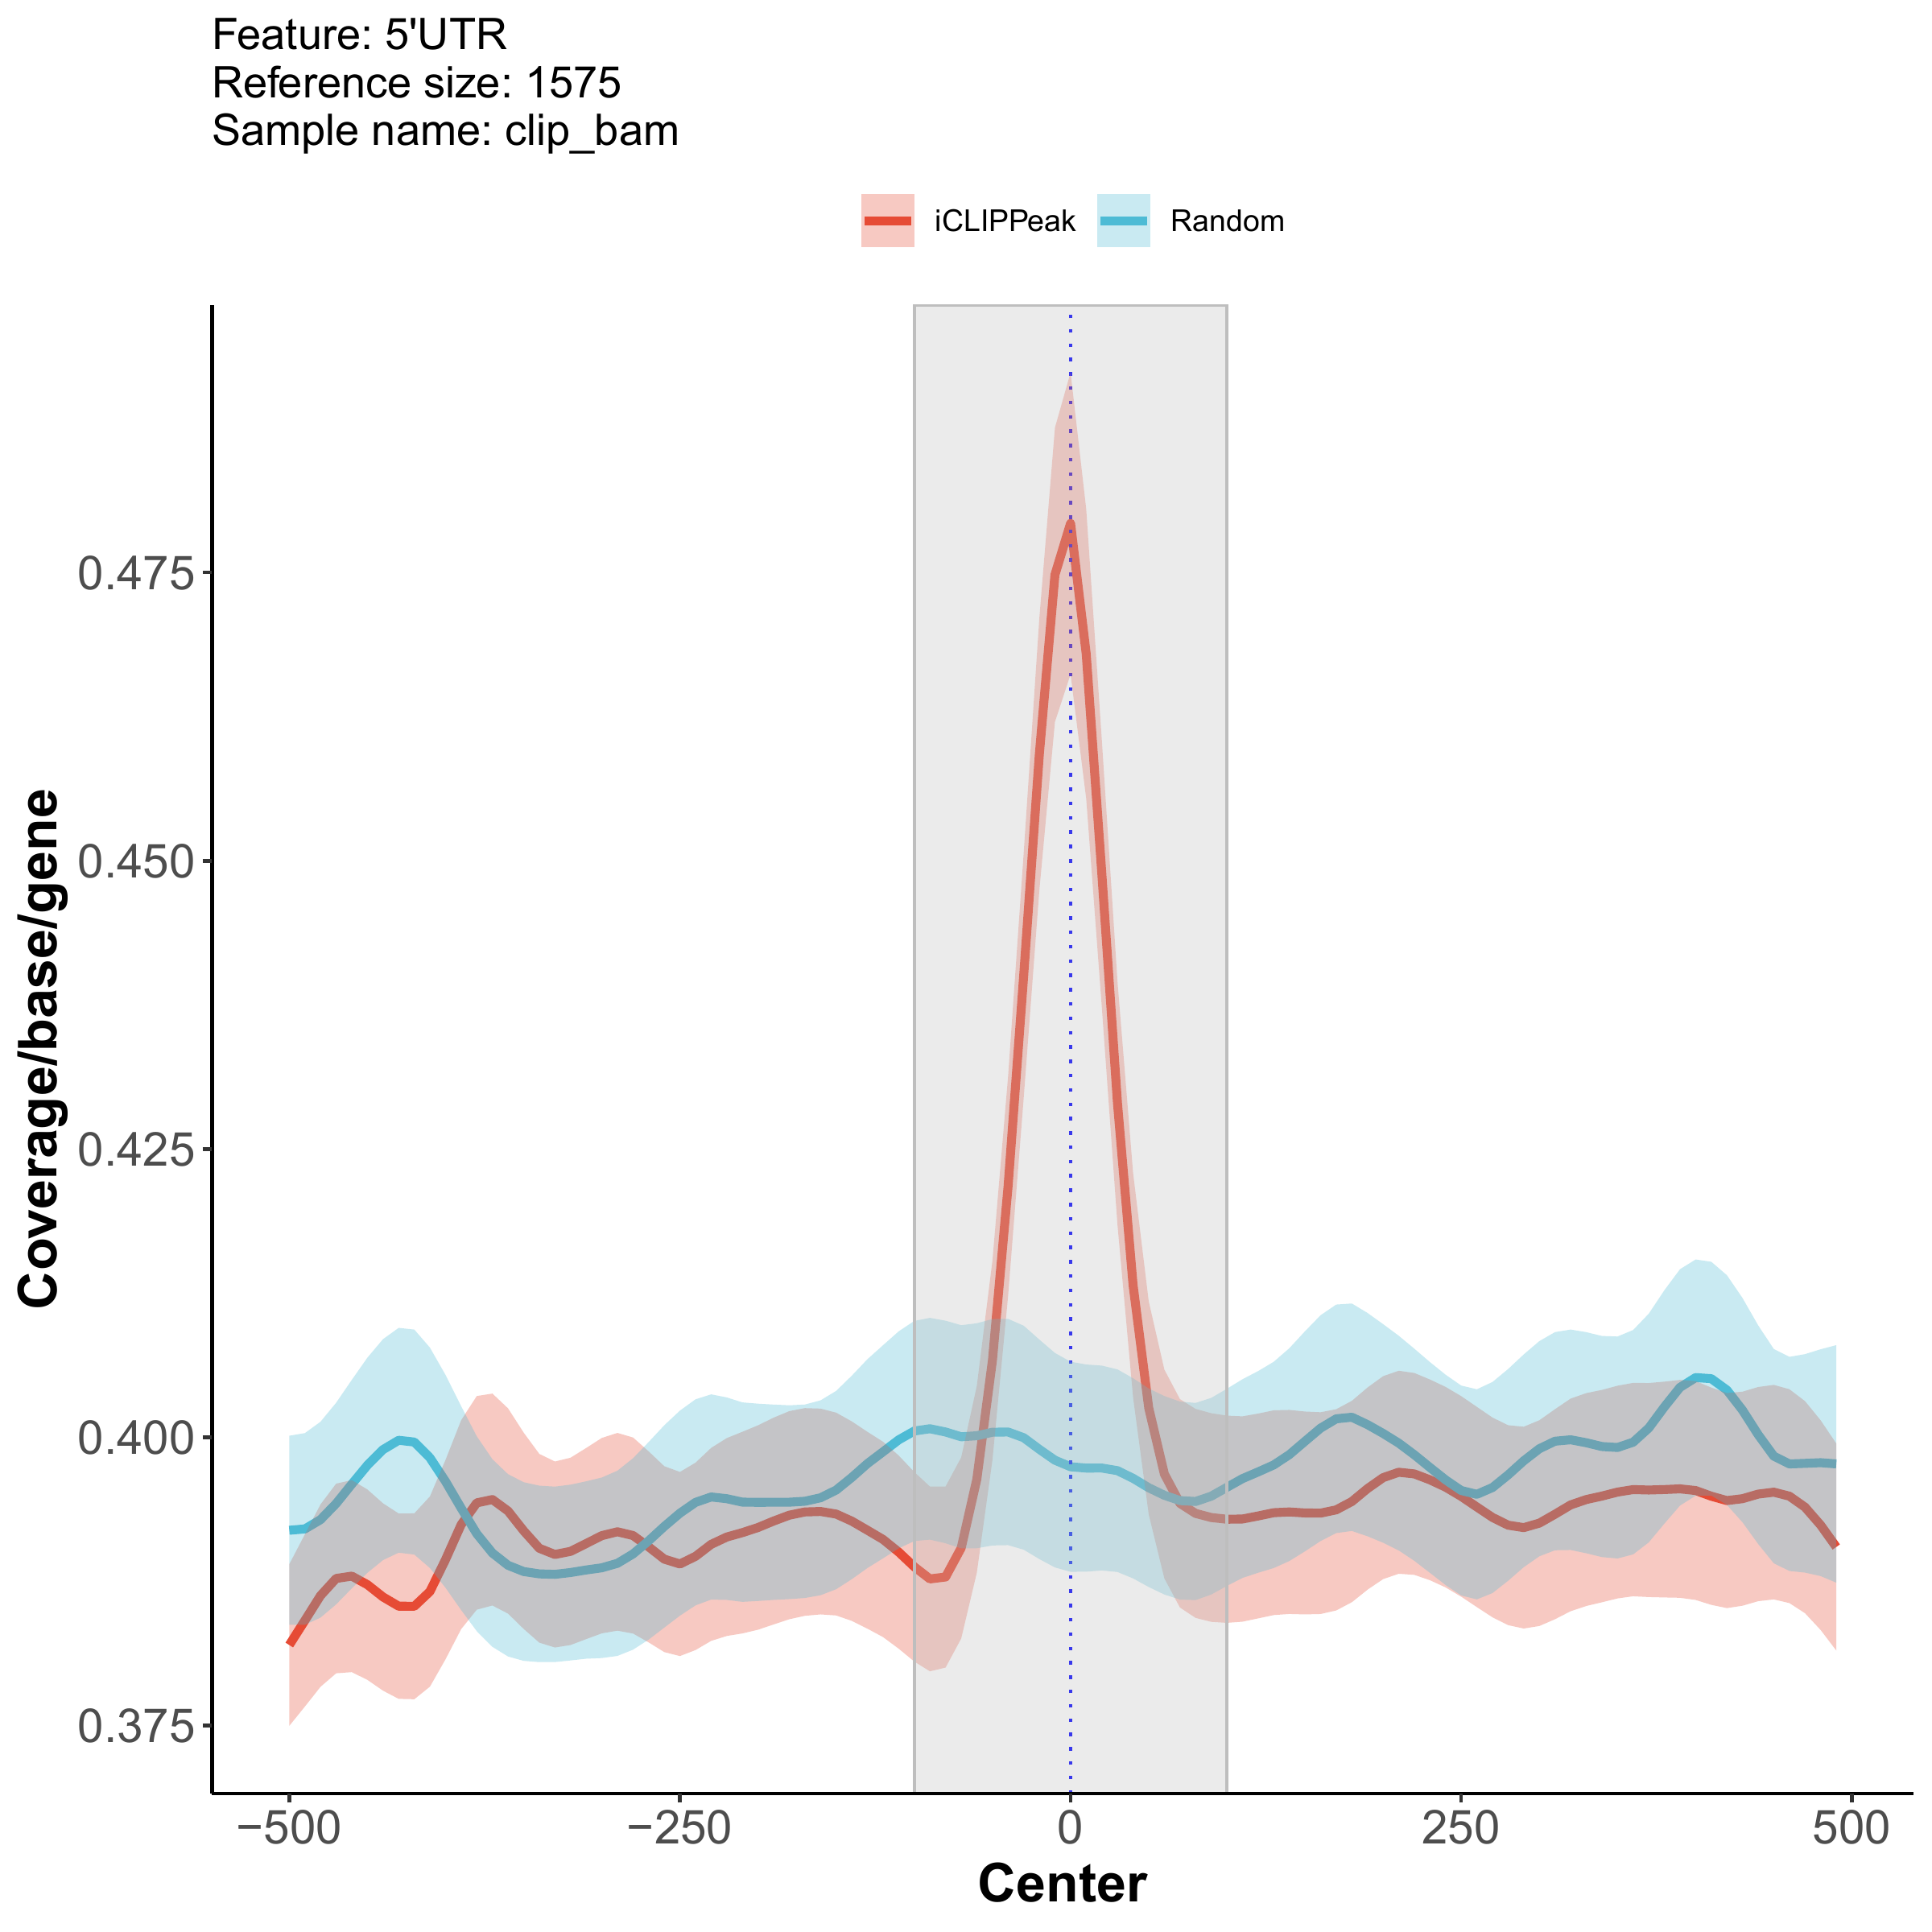 Feature: 5'UTR
Reference size: 1575
Sample name: clip_bam
iCLIPPeak Random
Coverage/base/gene
0.475
0.450
0.425
0.400
0.375
−500 −250 0 250 500
Center